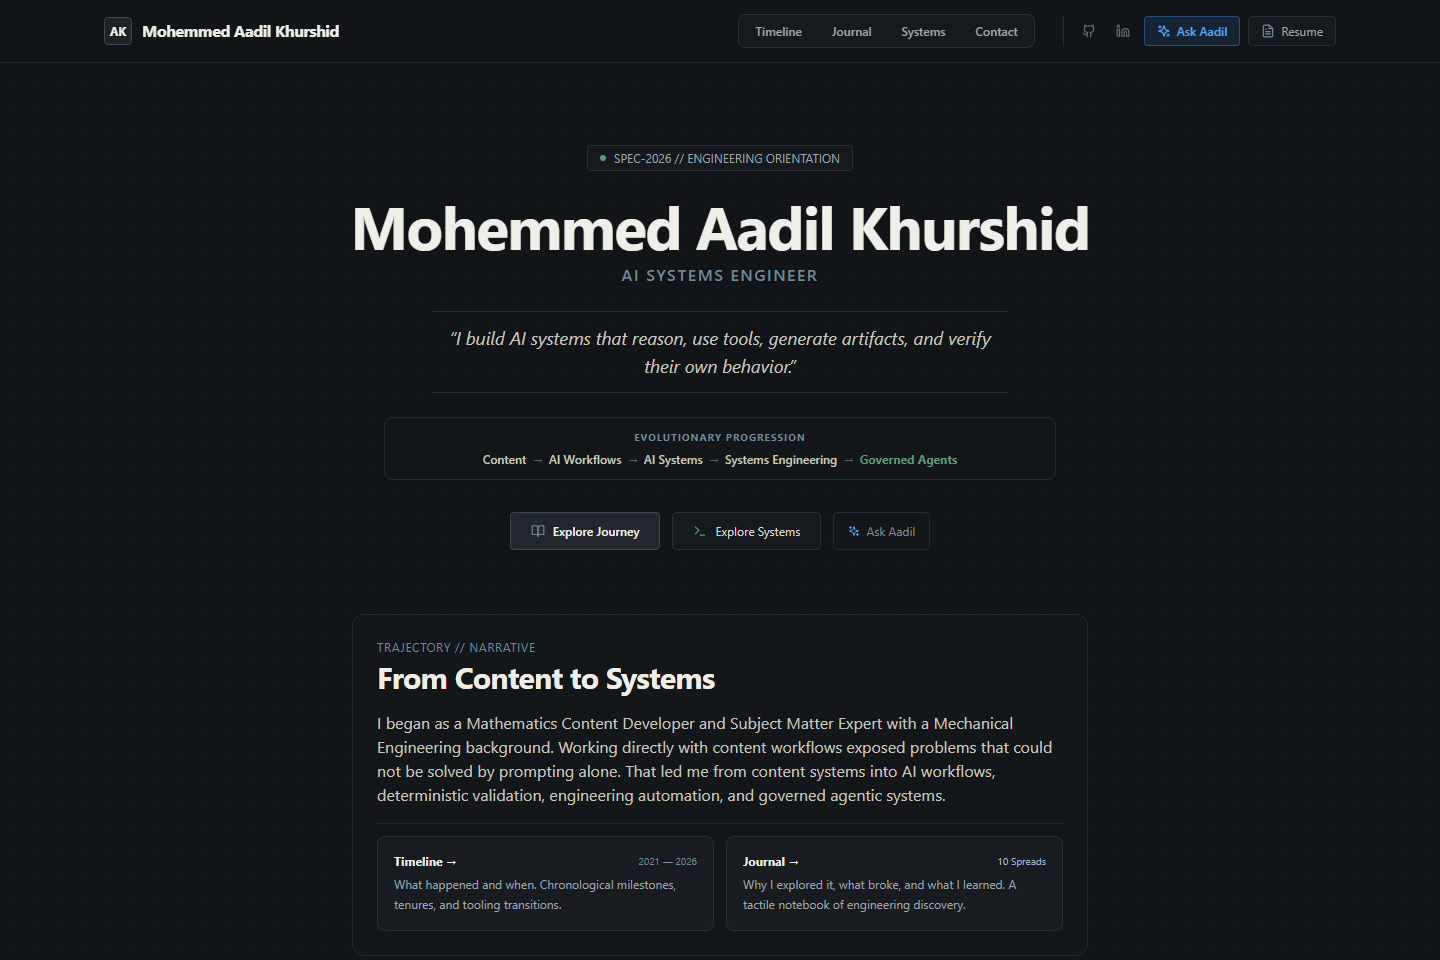 AK Mohemmed Aadil Khurshid
Timeline Journal Systems Contact
Ask Aadil
Resume
SPEC-2026 // ENGINEERING ORIENTATION
Mohemmed Aadil Khurshid
AI SYSTEMS ENGINEER
“I build AI systems that reason, use tools, generate artifacts, and verify
their own behavior.”
EVOLUTIONARY PROGRESSION
Content → AI Workflows → AI Systems → Systems Engineering → Governed Agents
Explore Journey
Explore Systems
Ask Aadil
TRAJECTORY // NARRATIVE
From Content to Systems
I began as a Mathematics Content Developer and Subject Matter Expert with a Mechanical
Engineering background. Working directly with content workflows exposed problems that could
not be solved by prompting alone. That led me from content systems into AI workflows,
deterministic validation, engineering automation, and governed agentic systems.
Timeline → 2021 — 2026
What happened and when. Chronological milestones,
tenures, and tooling transitions.
Journal → 10 Spreads
Why I explored it, what broke, and what I learned. A
tactile notebook of engineering discovery.